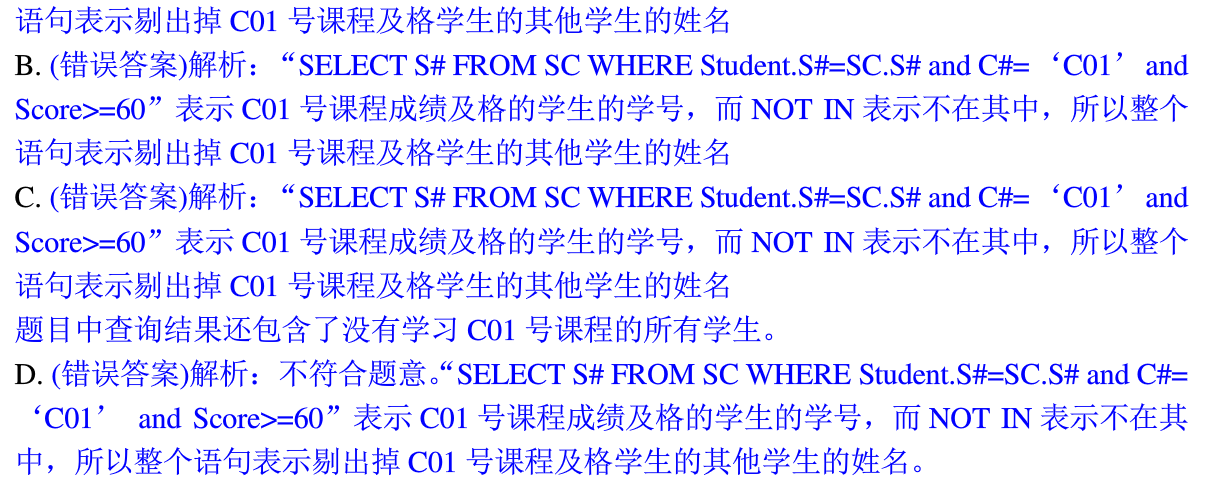 语句表示剔出掉 C01 号课程及格学生的其他学生的姓名
B. (错误答案)解析：“SELECT S# FROM SC WHERE Student.S#=SC.S# and C#=‘C01’ and
Score>=60”表示 C01 号课程成绩及格的学生的学号，而 NOT IN 表示不在其中，所以整个
语句表示剔出掉 C01 号课程及格学生的其他学生的姓名
C. (错误答案)解析：“SELECT S# FROM SC WHERE Student.S#=SC.S# and C#=‘C01’ and
Score>=60”表示 C01 号课程成绩及格的学生的学号，而 NOT IN 表示不在其中，所以整个
语句表示剔出掉 C01 号课程及格学生的其他学生的姓名
题目中查询结果还包含了没有学习 C01 号课程的所有学生。
D. (错误答案)解析：不符合题意。“SELECT S# FROM SC WHERE Student.S#=SC.S# and C#=
‘C01’ and Score>=60”表示 C01 号课程成绩及格的学生的学号，而 NOT IN 表示不在其
中，所以整个语句表示剔出掉 C01 号课程及格学生的其他学生的姓名。